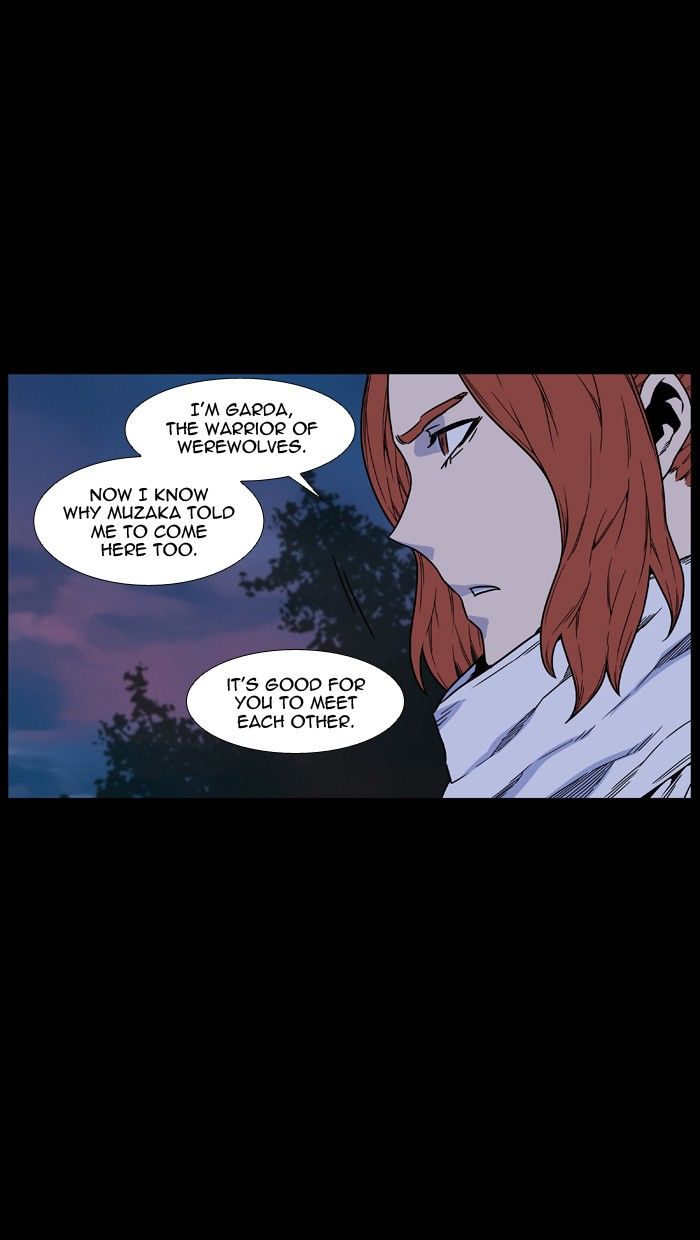 I'M GARDA,
THE WARRIOR OF
WEREWOLVES.
NOW I KNOW
WHY MUZAKA TOLD
ME TO COME
HERE TOO.
IT'S GOOD FOR
YOU TO MEET
EACH OTHER.